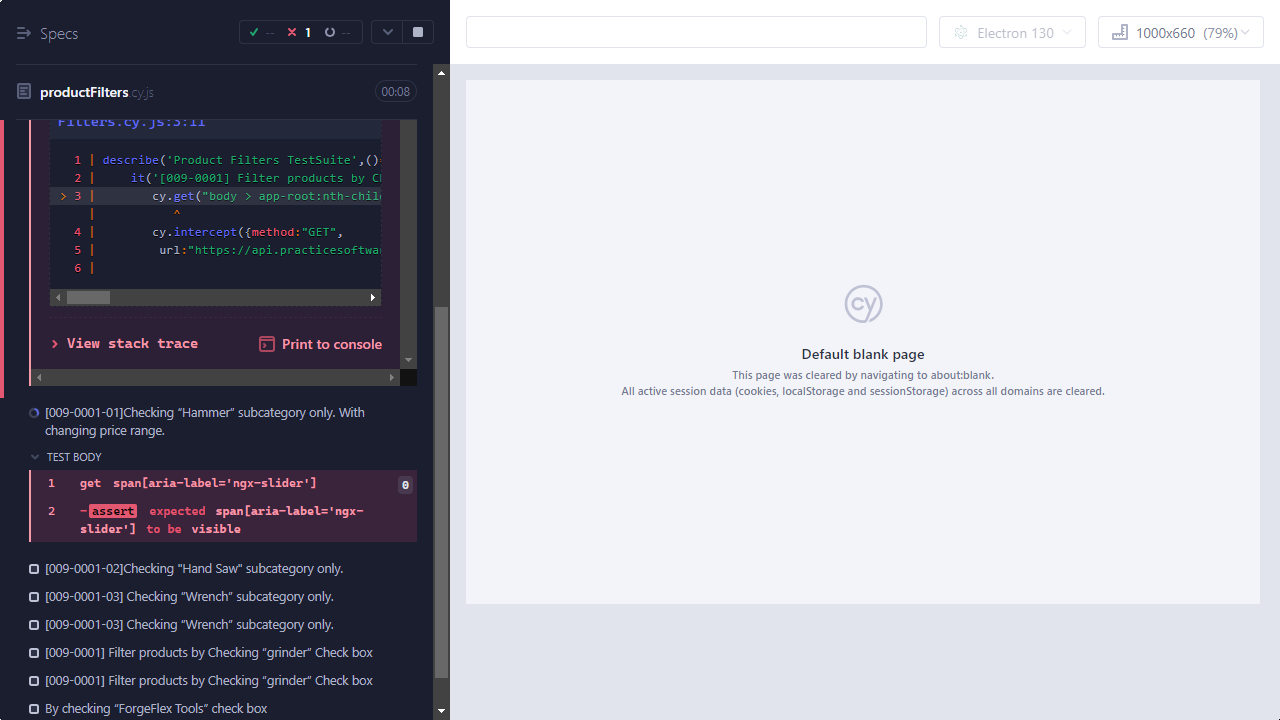 Specs
-- 1 --
Electron 130
1000x660 (79%)
productFilters.cy.js
00:08
Filters.cy.js:3:11
1 | describe('Product Filters TestSuite',()
2 | it('[009-0001] Filter products by Ch
> 3 | cy.get("body > app-root:nth-chil
| ^
4 | cy.intercept({method:"GET",
5 | url:"https://api.practicesoftwar
6 |
View stack trace
Print to console
[009-0001-01]Checking “Hammer” subcategory only. With
changing price range.
TEST BODY
1 get span[aria-label='ngx-slider'] 0
2 -assert expected span[aria-label='ngx-
slider'] to be visible
[009-0001-02]Checking "Hand Saw" subcategory only.
[009-0001-03] Checking “Wrench” subcategory only.
[009-0001-03] Checking “Wrench” subcategory only.
[009-0001] Filter products by Checking “grinder” Check box
[009-0001] Filter products by Checking “grinder” Check box
By checking “ForgeFlex Tools” check box
cy
Default blank page
This page was cleared by navigating to about:blank.
All active session data (cookies, localStorage and sessionStorage) across all domains are cleared.